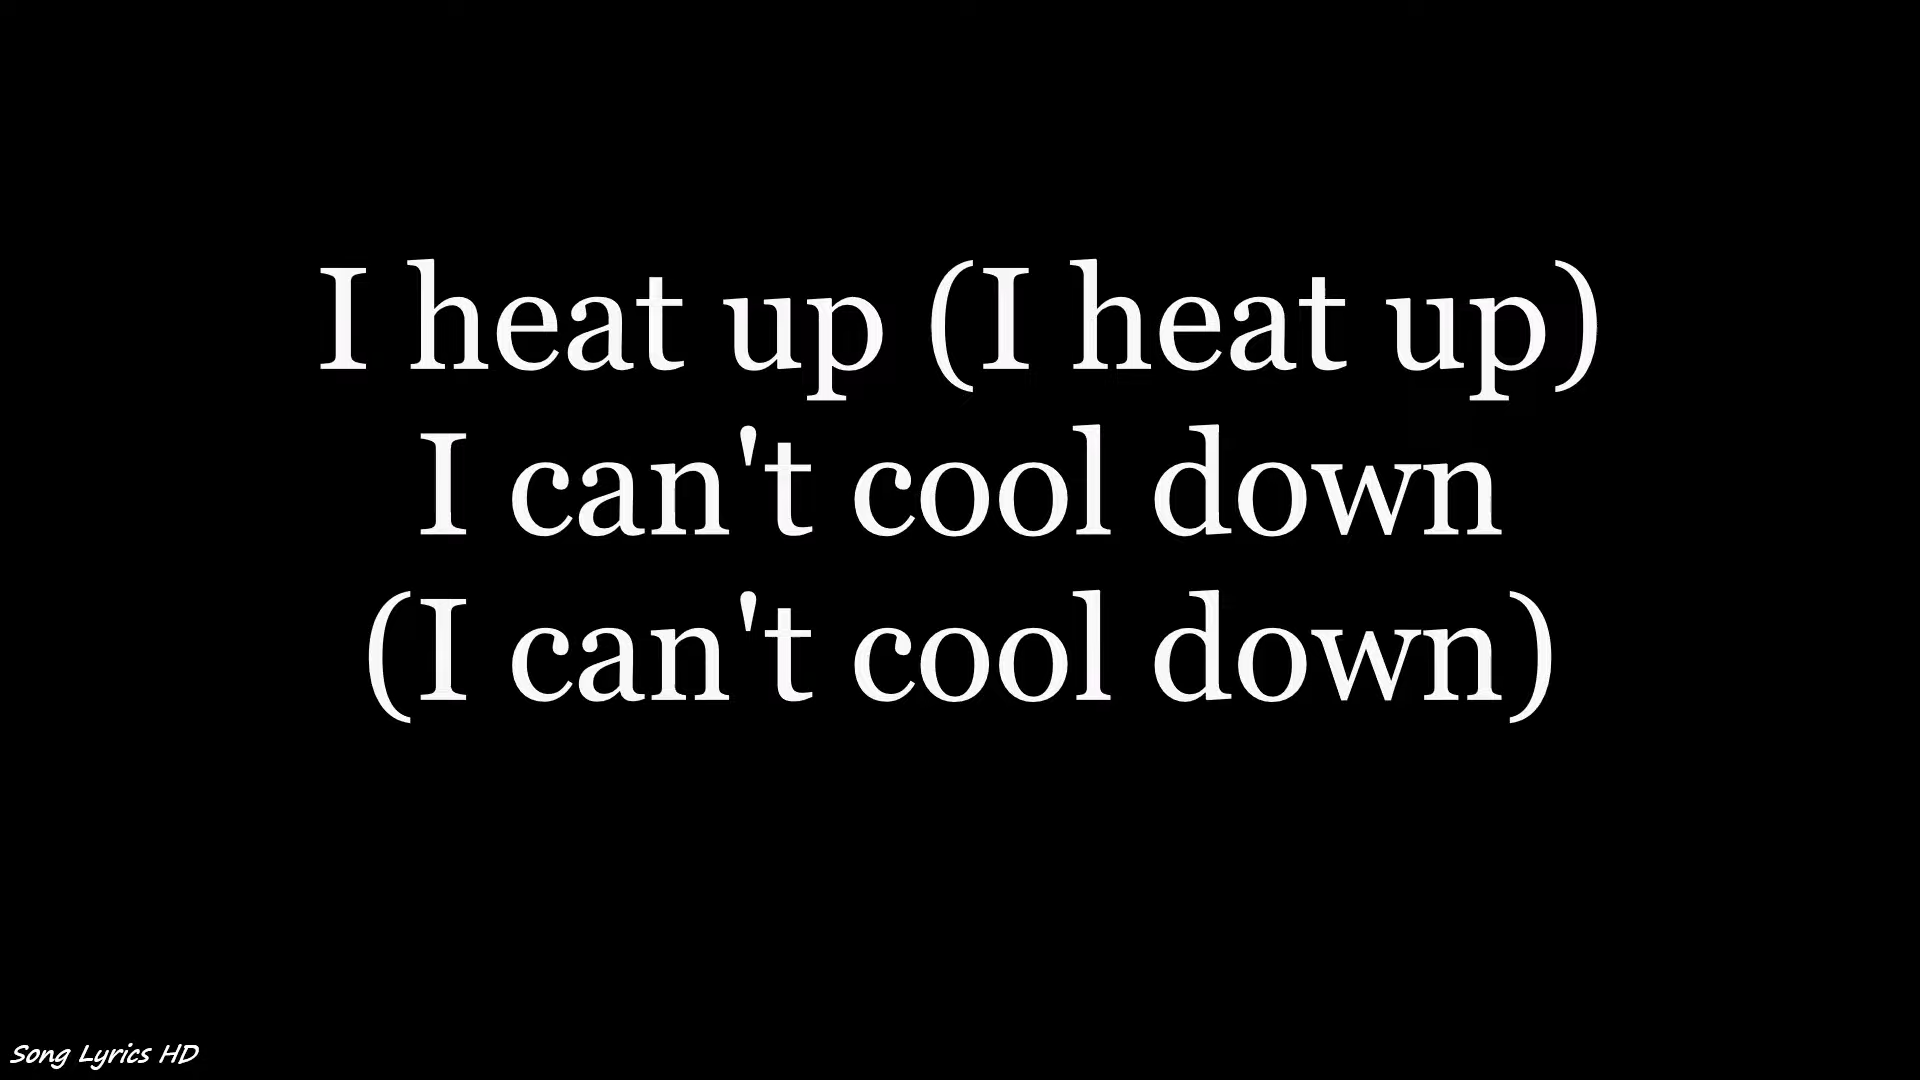 I heat up (I heat up)
I can't cool down
(I can't cool down)
Song Lyrics HD